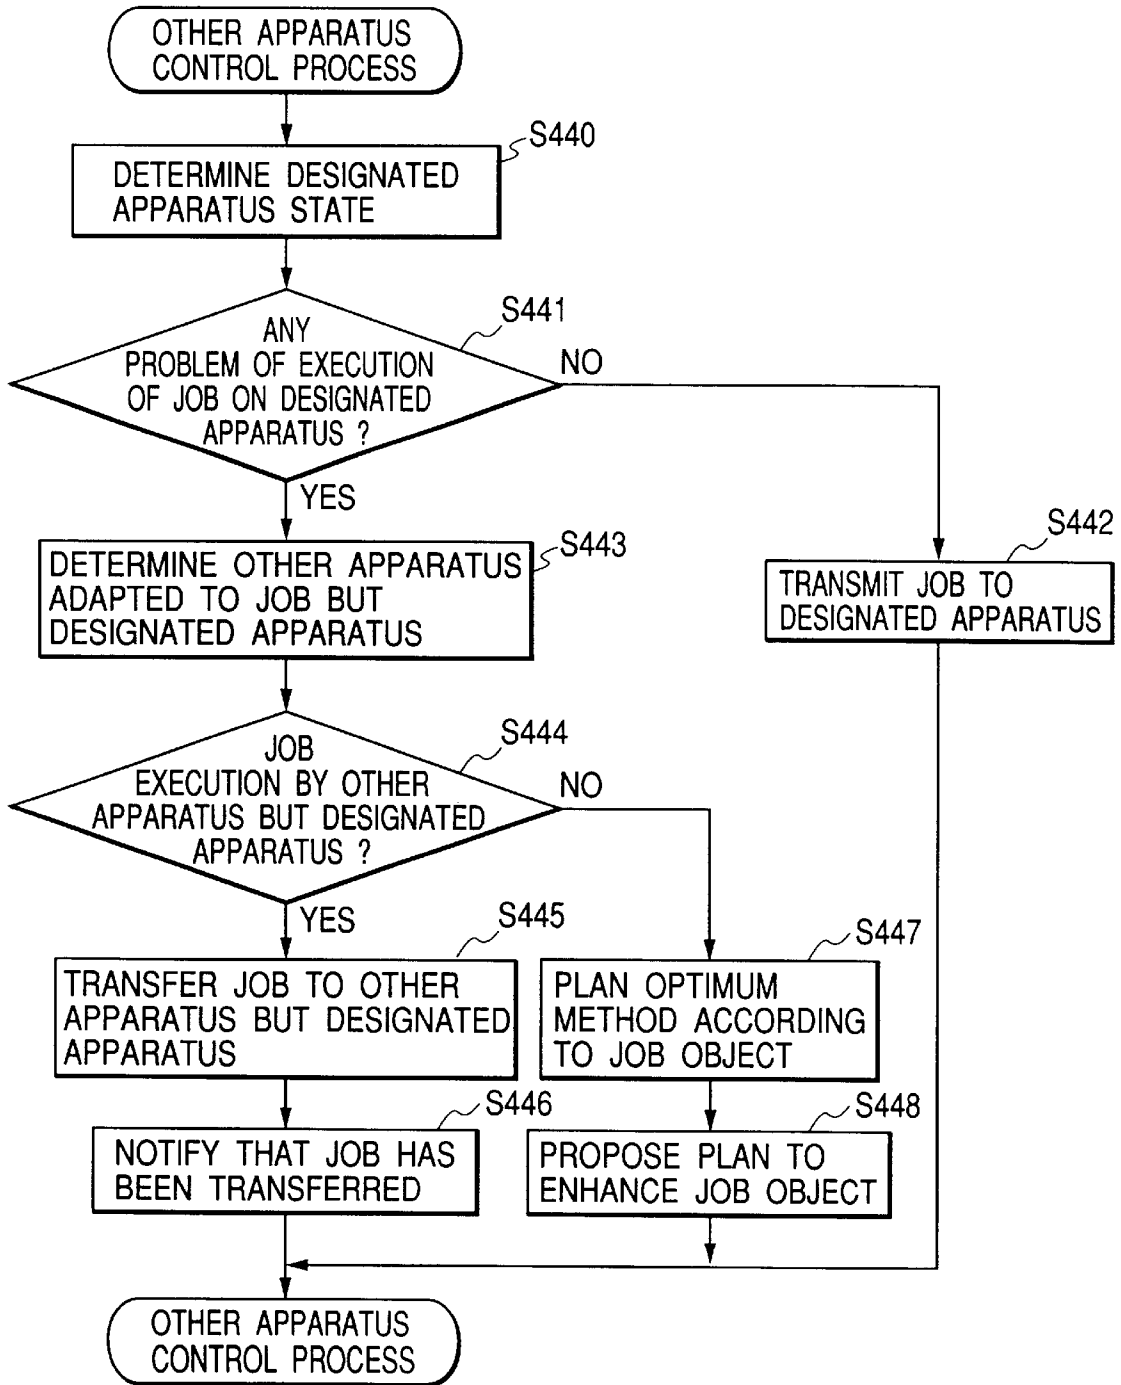 OTHER APPARATUS
CONTROL PROCESS
S440
DETERMINE DESIGNATED
APPARATUS STATE
S441
ANY
PROBLEM OF EXECUTION
OF JOB ON DESIGNATED
APPARATUS ?
NO
YES
S443
DETERMINE OTHER APPARATUS
ADAPTED TO JOB BUT
DESIGNATED APPARATUS
S442
TRANSMIT JOB TO
DESIGNATED APPARATUS
S444
JOB
EXECUTION BY OTHER
APPARATUS BUT DESIGNATED
APPARATUS ?
NO
YES
S445
TRANSFER JOB TO OTHER
APPARATUS BUT DESIGNATED
APPARATUS
S447
PLAN OPTIMUM
METHOD ACCORDING
TO JOB OBJECT
S446
NOTIFY THAT JOB HAS
BEEN TRANSFERRED
S448
PROPOSE PLAN TO
ENHANCE JOB OBJECT
OTHER APPARATUS
CONTROL PROCESS